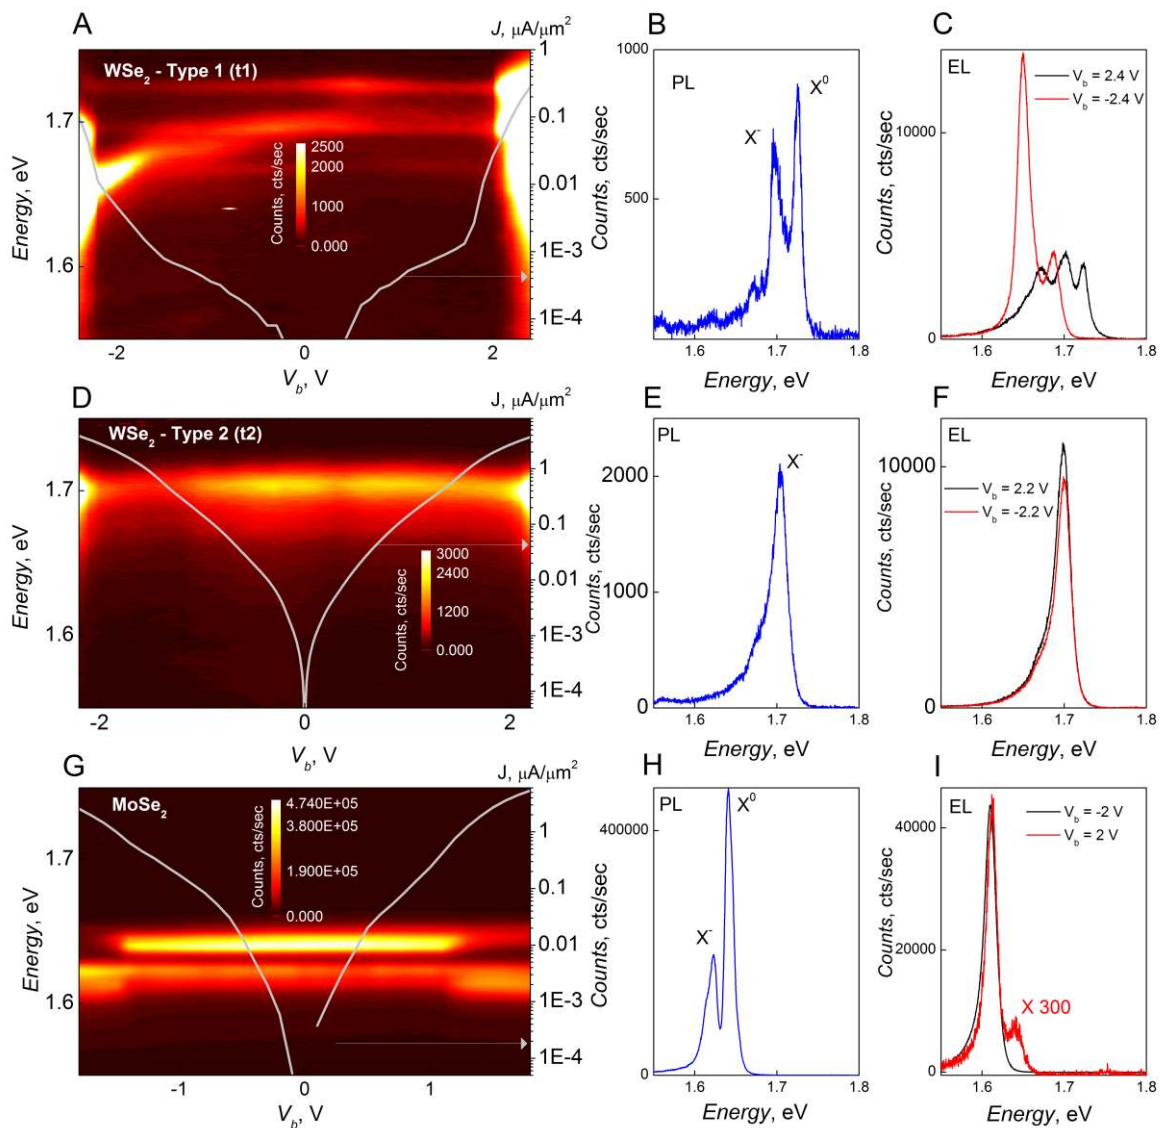 A
J, μA/μm²
WSe₂ - Type 1 (t1)
Energy, eV
1.7
1.6
Counts, cts/sec
2500
2000
1000
0.000
1
0.1
0.01
1E-3
1E-4
-2
0
2
V_b, V
B
PL
X⁻
X⁰
Counts, cts/sec
1000
500
1.6
1.7
1.8
Energy, eV
C
EL
V_b = 2.4 V
V_b = -2.4 V
Counts, cts/sec
10000
0
1.6
1.7
1.8
Energy, eV
D
J, μA/μm²
WSe₂ - Type 2 (t2)
Energy, eV
1.7
1.6
Counts, cts/sec
3000
2400
1200
0.000
1
0.1
0.01
1E-3
1E-4
-2
0
2
V_b, V
E
PL
X⁻
Counts, cts/sec
2000
1000
0
1.6
1.7
1.8
Energy, eV
F
EL
V_b = 2.2 V
V_b = -2.2 V
Counts, cts/sec
10000
0
1.6
1.7
1.8
Energy, eV
G
J, μA/μm²
MoSe₂
Energy, eV
1.7
1.6
Counts, cts/sec
4.740E+05
3.800E+05
1.900E+05
0.000
1
0.1
0.01
1E-3
1E-4
-1
0
1
V_b, V
H
PL
X⁻
X⁰
Counts, cts/sec
400000
0
1.6
1.7
1.8
Energy, eV
I
EL
V_b = -2 V
V_b = 2 V
X 300
Counts, cts/sec
40000
20000
0
1.6
1.7
1.8
Energy, eV